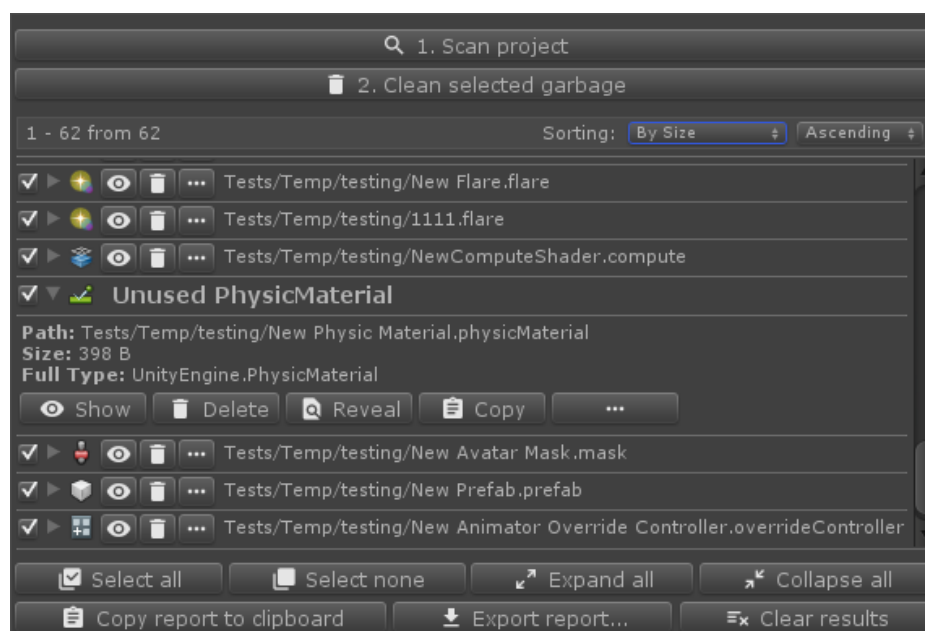 1. Scan project
2. Clean selected garbage
1 - 62 from 62 Sorting: By Size Ascending
Tests/Temp/testing/New Flare.flare
Tests/Temp/testing/1111.flare
Tests/Temp/testing/NewComputeShader.compute
Unused PhysicMaterial
Path: Tests/Temp/testing/New Physic Material.physicMaterial
Size: 398 B
Full Type: UnityEngine.PhysicMaterial
Show Delete Reveal Copy ...
Tests/Temp/testing/New Avatar Mask.mask
Tests/Temp/testing/New Prefab.prefab
Tests/Temp/testing/New Animator Override Controller.overrideController
Select all Select none Expand all Collapse all
Copy report to clipboard Export report... Clear results